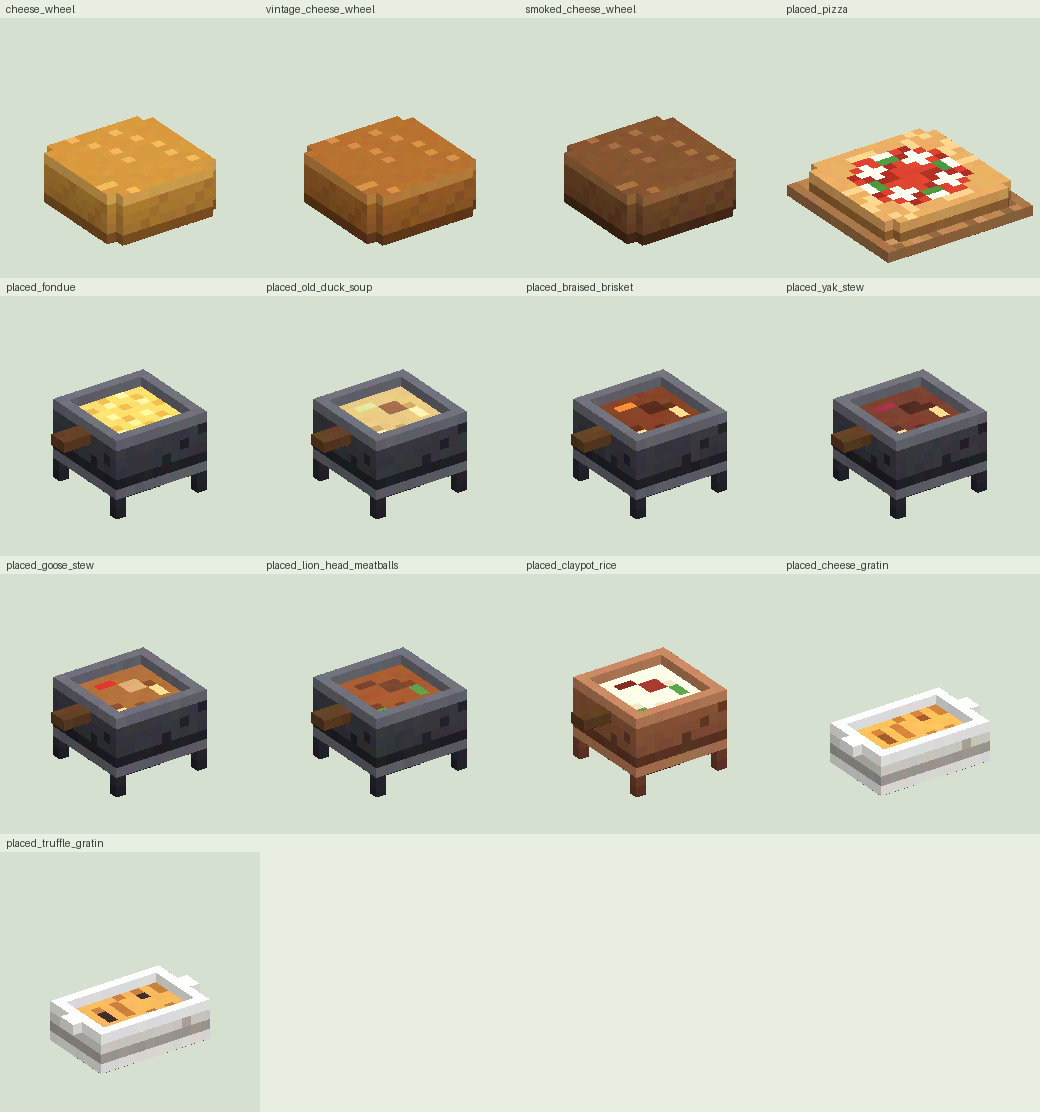 cheese_wheel
vintage_cheese_wheel
smoked_cheese_wheel
placed_pizza
placed_fondue
placed_old_duck_soup
placed_braised_brisket
placed_yak_stew
placed_goose_stew
placed_lion_head_meatballs
placed_claypot_rice
placed_cheese_gratin
placed_truffle_gratin